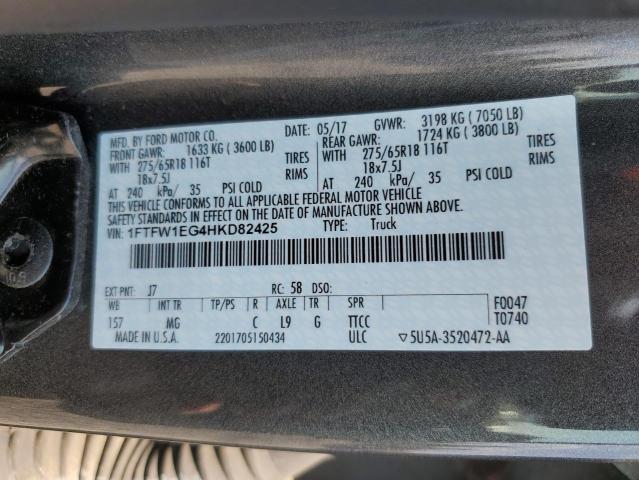 MFD. BY FORD MOTOR CO. DATE: 05/17 GVWR: 3198 KG ( 7050 LB)
FRONT GAWR: 1633 KG ( 3600 LB) REAR GAWR: 1724 KG ( 3800 LB)
WITH 275/65R18 116T TIRES WITH 275/65R18 116T TIRES
18x7.5J RIMS 18x7.5J RIMS
AT 240 kPa/ 35 PSI COLD AT 240 kPa/ 35 PSI COLD
THIS VEHICLE CONFORMS TO ALL APPLICABLE FEDERAL MOTOR VEHICLE
SAFETY STANDARDS IN EFFECT ON THE DATE OF MANUFACTURE SHOWN ABOVE.
VIN: 1FTFW1EG4HKD82425 TYPE: Truck
EXT PNT: J7 RC: 58 DSO:
WB INT TR TP/PS R AXLE TR SPR F0047
157 MG C L9 G TTCC T0740
MADE IN U.S.A. 2201705150434 ULC ▽5U5A-3520472-AA